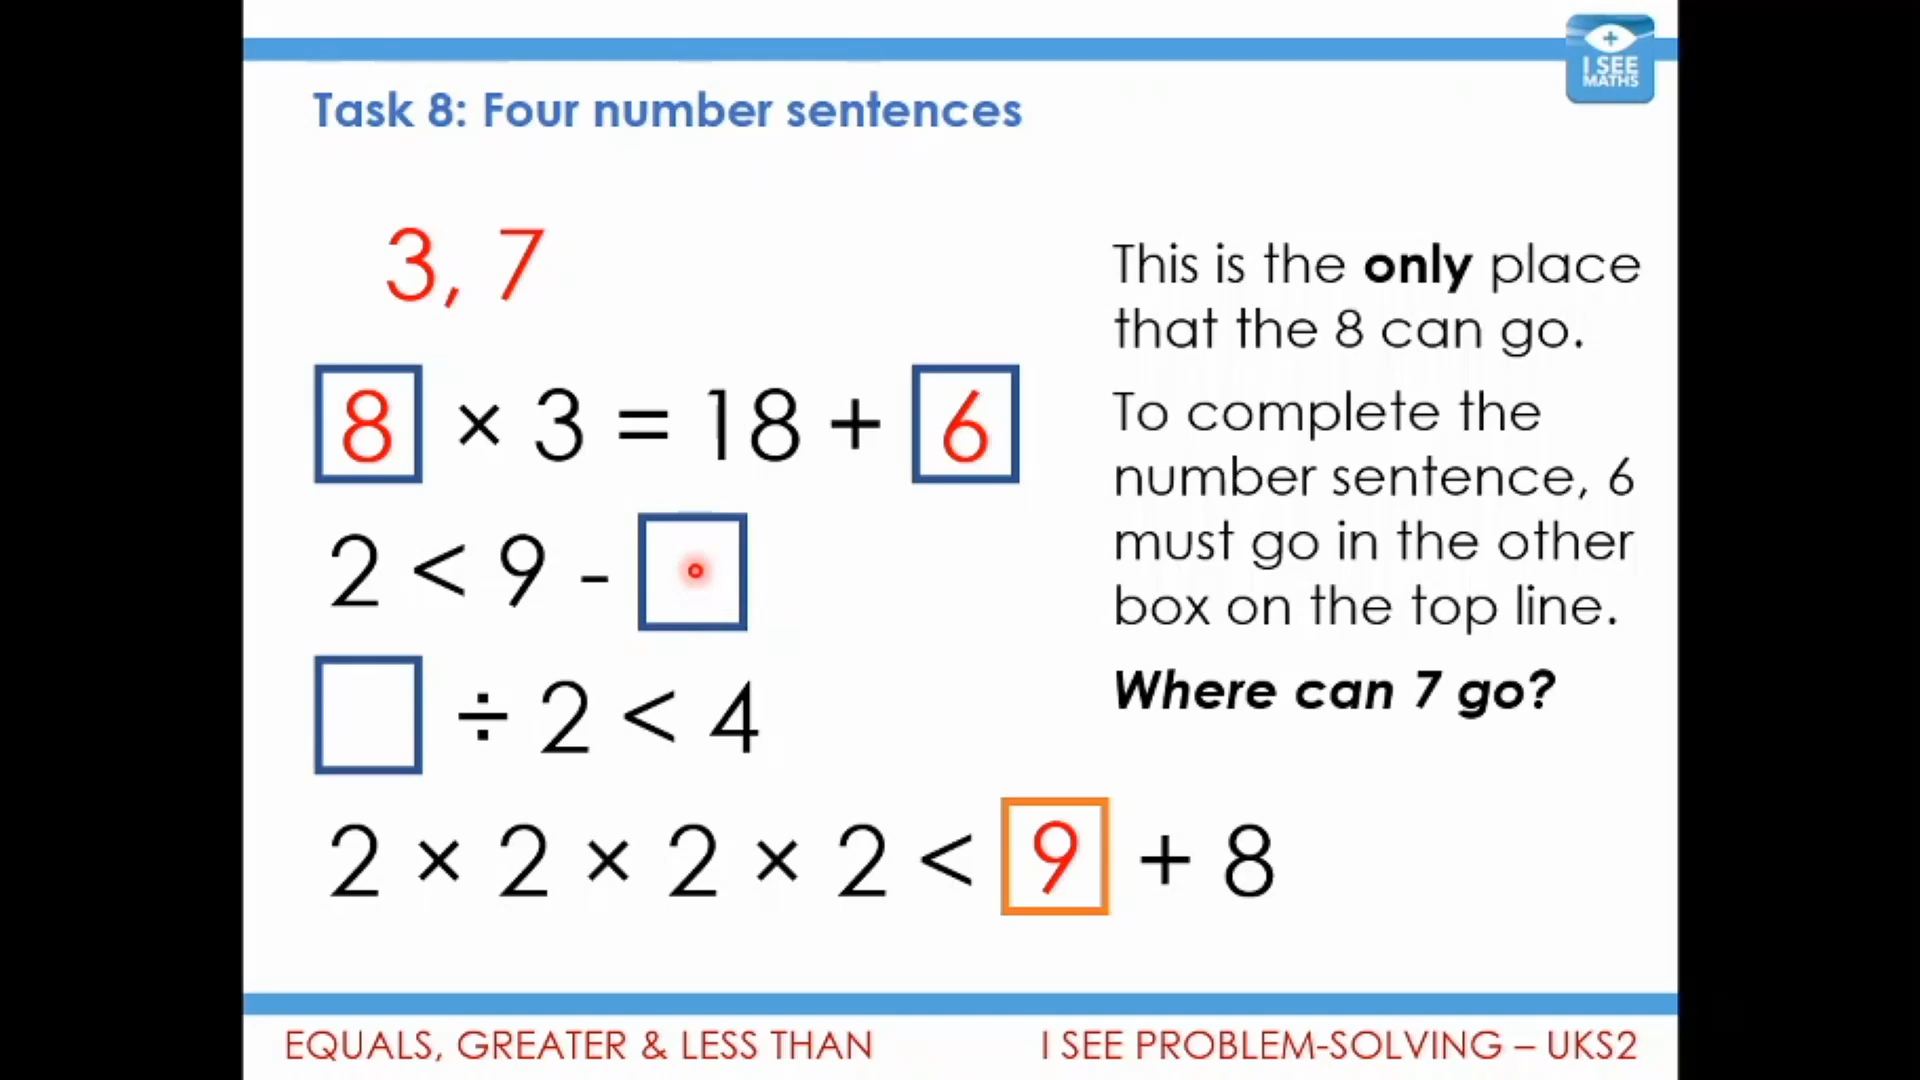 I SEE
MATHS
Task 8: Four number sentences
3, 7
8 × 3 = 18 + 6
2 < 9 -
÷ 2 < 4
2 × 2 × 2 × 2 < 9 + 8
This is the only place
that the 8 can go.
To complete the
number sentence, 6
must go in the other
box on the top line.
Where can 7 go?
EQUALS, GREATER & LESS THAN
I SEE PROBLEM-SOLVING – UKS2